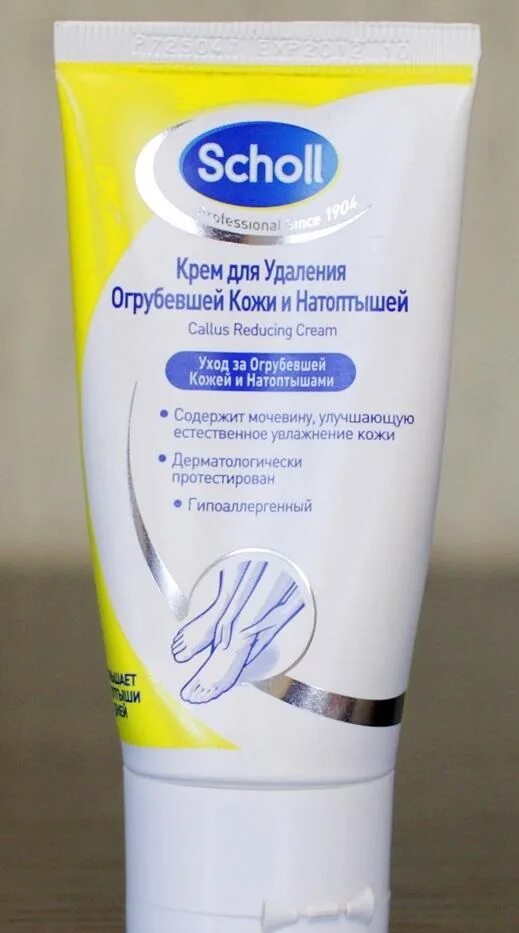 P.725047 EXP2012 10
Scholl
Professional Since 1904
Крем для Удаления
Огрубевшей Кожи и Натоптышей
Callus Reducing Cream
Уход за Огрубевшей
Кожей и Натоптышами
• Содержит мочевину, улучшающую
естественное увлажнение кожи
• Дерматологически
протестирован
• Гипоаллергенный